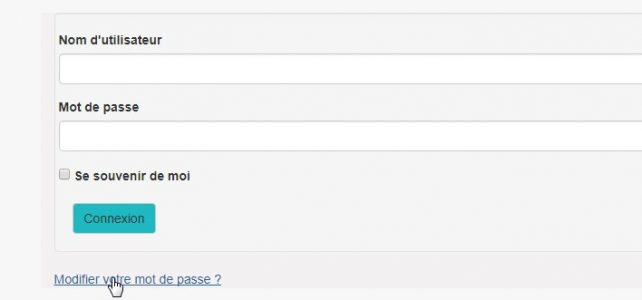 Nom d'utilisateur
Mot de passe
Se souvenir de moi
Connexion
Modifier votre mot de passe ?